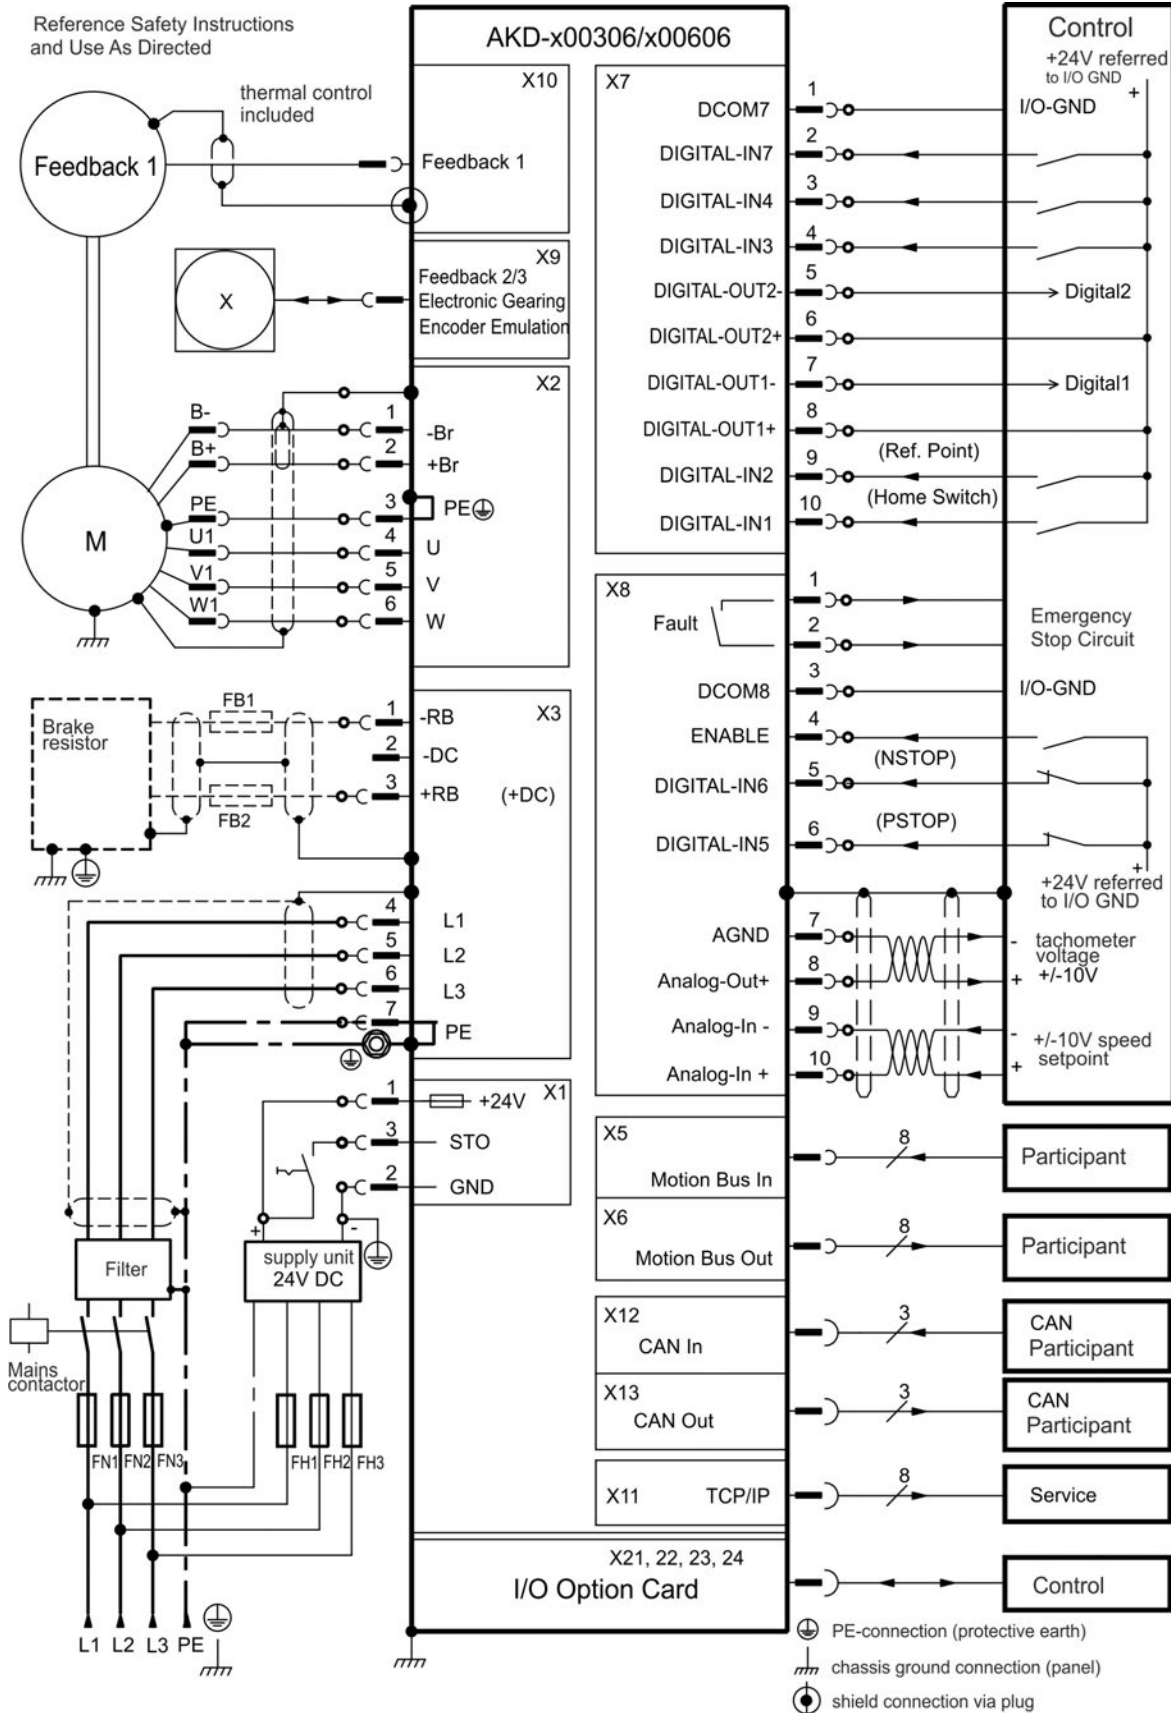 Reference Safety Instructions
and Use As Directed
AKD-x00306/x00606
Control
+24V referred
to I/O GND
+
thermal control
included
Feedback 1
X10
Feedback 1
X9
Feedback 2/3
Electronic Gearing
Encoder Emulation
X
X2
B-
1
-Br
B+
2
+Br
PE
3
PE
U1
4
U
V1
5
V
W1
6
W
M
X3
Brake
resistor
FB1
1
-RB
2
-DC
3
+RB
(+DC)
FB2
4
L1
5
L2
6
L3
7
PE
X1
1
+24V
3
STO
2
GND
+
-
supply unit
24V DC
Filter
Mains
contactor
FN1
FN2
FN3
FH1
FH2
FH3
L1
L2
L3
PE
X7
DCOM7
1
I/O-GND
DIGITAL-IN7
2
DIGITAL-IN4
3
DIGITAL-IN3
4
DIGITAL-OUT2-
5
Digital2
DIGITAL-OUT2+
6
DIGITAL-OUT1-
7
Digital1
DIGITAL-OUT1+
8
(Ref. Point)
DIGITAL-IN2
9
(Home Switch)
DIGITAL-IN1
10
X8
Fault
1
2
Emergency
Stop Circuit
DCOM8
3
I/O-GND
ENABLE
4
(NSTOP)
DIGITAL-IN6
5
(PSTOP)
DIGITAL-IN5
6
+
+24V referred
to I/O GND
AGND
7
-
tachometer
voltage
+/-10V
Analog-Out+
8
+
Analog-In -
9
-
+/-10V speed
setpoint
Analog-In +
10
+
X5
Motion Bus In
8
Participant
X6
Motion Bus Out
8
Participant
X12
CAN In
3
CAN
Participant
X13
CAN Out
3
CAN
Participant
X11
TCP/IP
8
Service
X21, 22, 23, 24
I/O Option Card
Control
PE-connection (protective earth)
chassis ground connection (panel)
shield connection via plug